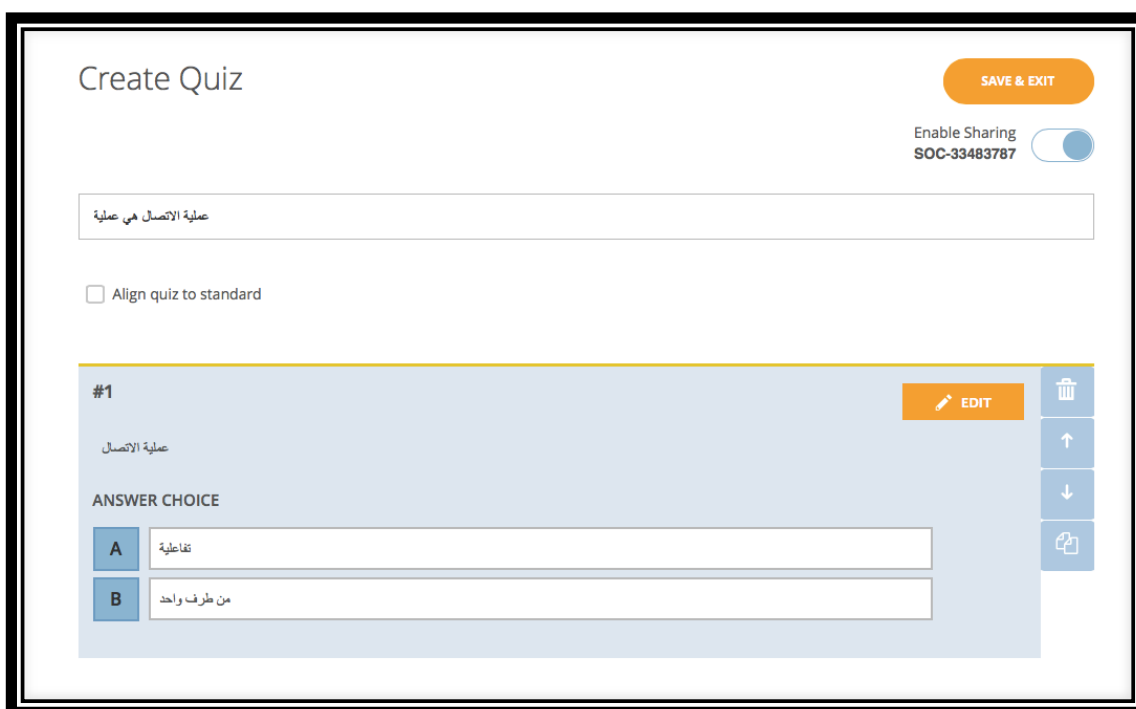 Create Quiz
SAVE & EXIT
Enable Sharing
SOC-33483787
عملية الاتصال هي عملية
Align quiz to standard
#1
EDIT
عملية الاتصال
ANSWER CHOICE
A تفاعلية
B من طرف واحد